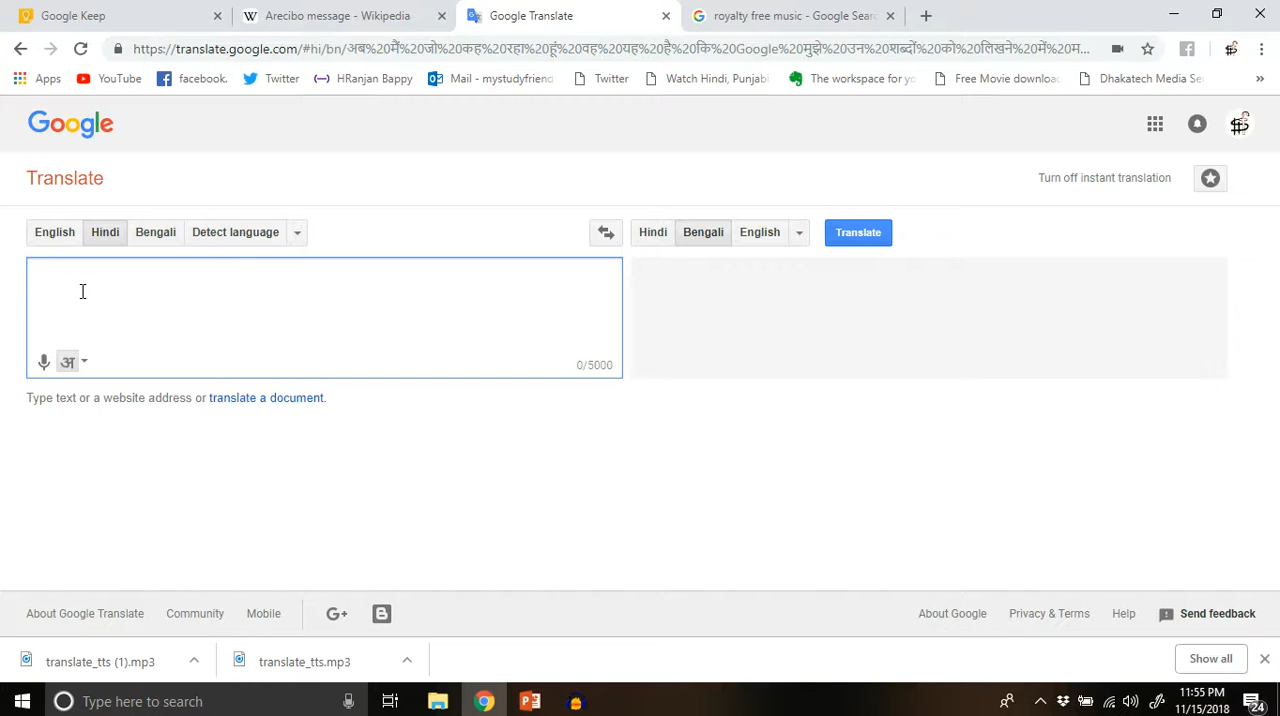 Google Keep
Arecibo message - Wikipedia
Google Translate
royalty free music - Google Searc
https://translate.google.com/#hi/bn/अब%20मैं%20जो%20कह%20रहा%20हूं%20वह%20यह%20है%20कि%20Google%20मुझे%20उन%20शब्दों%20को%20लिखने%20में%20म...
Apps
YouTube
facebook.
Twitter
HRanjan Bappy
Mail - mystudyfriend
Twitter
Watch Hindi, Punjabi
The workspace for yo
Free Movie download
Dhakatech Media Ser
»
Google
Translate
Turn off instant translation
English
Hindi
Bengali
Detect language
Hindi
Bengali
English
Translate
अ
0/5000
Type text or a website address or translate a document.
About Google Translate
Community
Mobile
G+
About Google
Privacy & Terms
Help
Send feedback
translate_tts (1).mp3
translate_tts.mp3
Show all
Type here to search
11:55 PM
11/15/2018
24